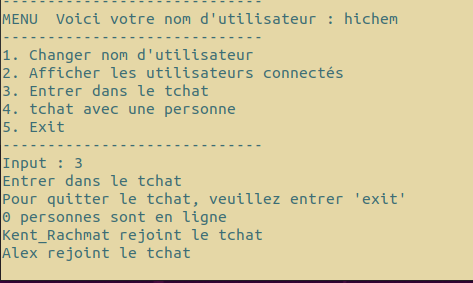 ---------------------------
MENU  Voici votre nom d'utilisateur : hichem
---------------------------
1. Changer nom d'utilisateur
2. Afficher les utilisateurs connectés
3. Entrer dans le tchat
4. tchat avec une personne
5. Exit
---------------------------
Input : 3
Entrer dans le tchat
Pour quitter le tchat, veuillez entrer 'exit'
0 personnes sont en ligne
Kent_Rachmat rejoint le tchat
Alex rejoint le tchat